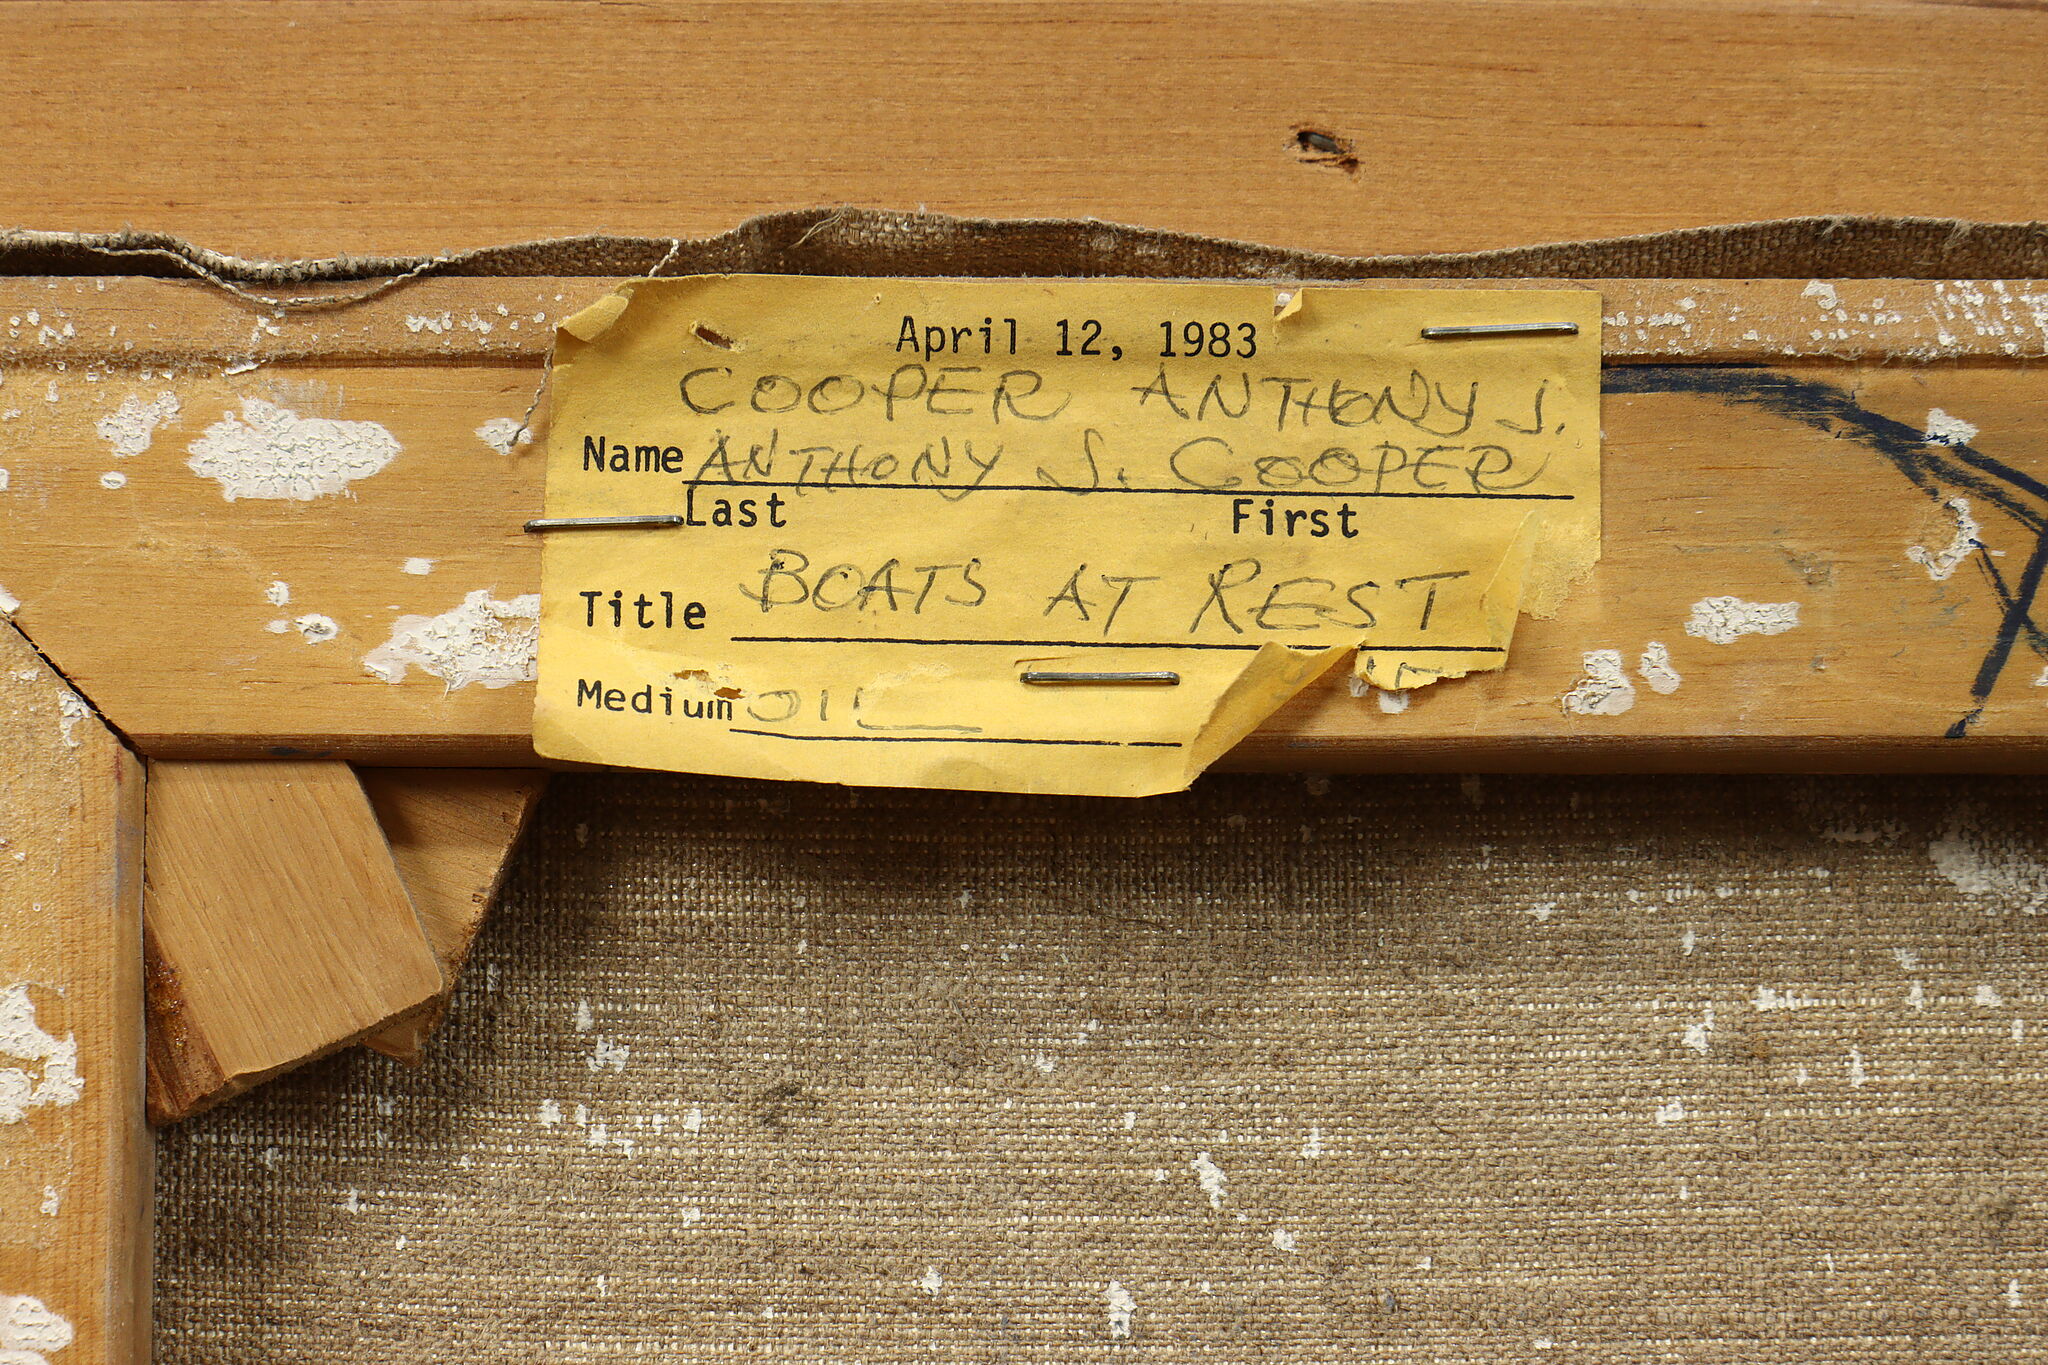 April 12, 1983
COOPER ANTHONY J.
Name ANTHONY J. COOPER
Last First
Title BOATS AT REST
Medium OIL